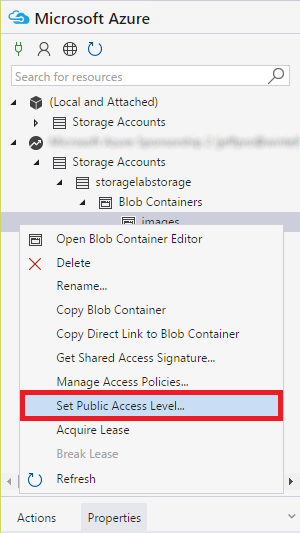 Microsoft Azure
Search for resources
(Local and Attached)
Storage Accounts
Storage Accounts
storagelabstorage
Blob Containers
images
Open Blob Container Editor
Delete
Rename...
Copy Blob Container
Copy Direct Link to Blob Container
Get Shared Access Signature...
Manage Access Policies...
Set Public Access Level...
Acquire Lease
Break Lease
Refresh
Actions
Properties